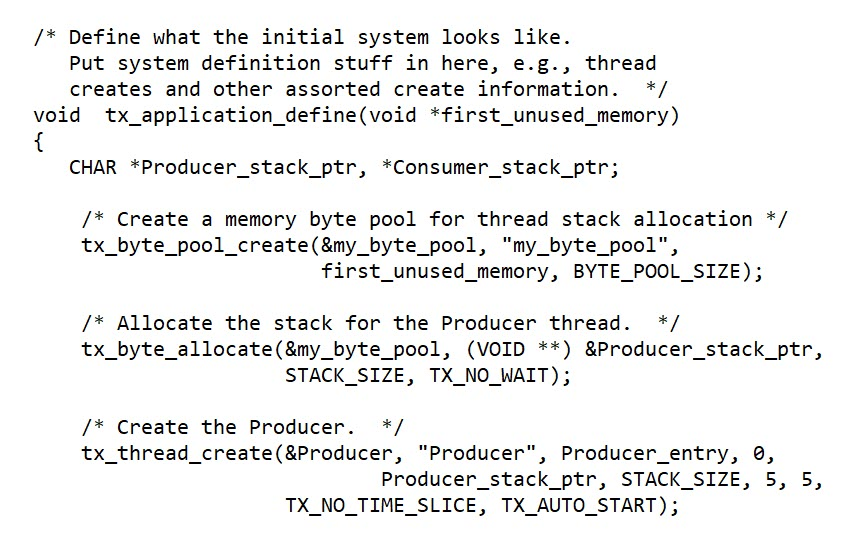 /* Define what the initial system looks like.
Put system definition stuff in here, e.g., thread
creates and other assorted create information.  */
void  tx_application_define(void *first_unused_memory)
{
CHAR *Producer_stack_ptr, *Consumer_stack_ptr;
/* Create a memory byte pool for thread stack allocation */
tx_byte_pool_create(&my_byte_pool, "my_byte_pool",
first_unused_memory, BYTE_POOL_SIZE);
/* Allocate the stack for the Producer thread.  */
tx_byte_allocate(&my_byte_pool, (VOID **) &Producer_stack_ptr,
STACK_SIZE, TX_NO_WAIT);
/* Create the Producer.  */
tx_thread_create(&Producer, "Producer", Producer_entry, 0,
Producer_stack_ptr, STACK_SIZE, 5, 5,
TX_NO_TIME_SLICE, TX_AUTO_START);